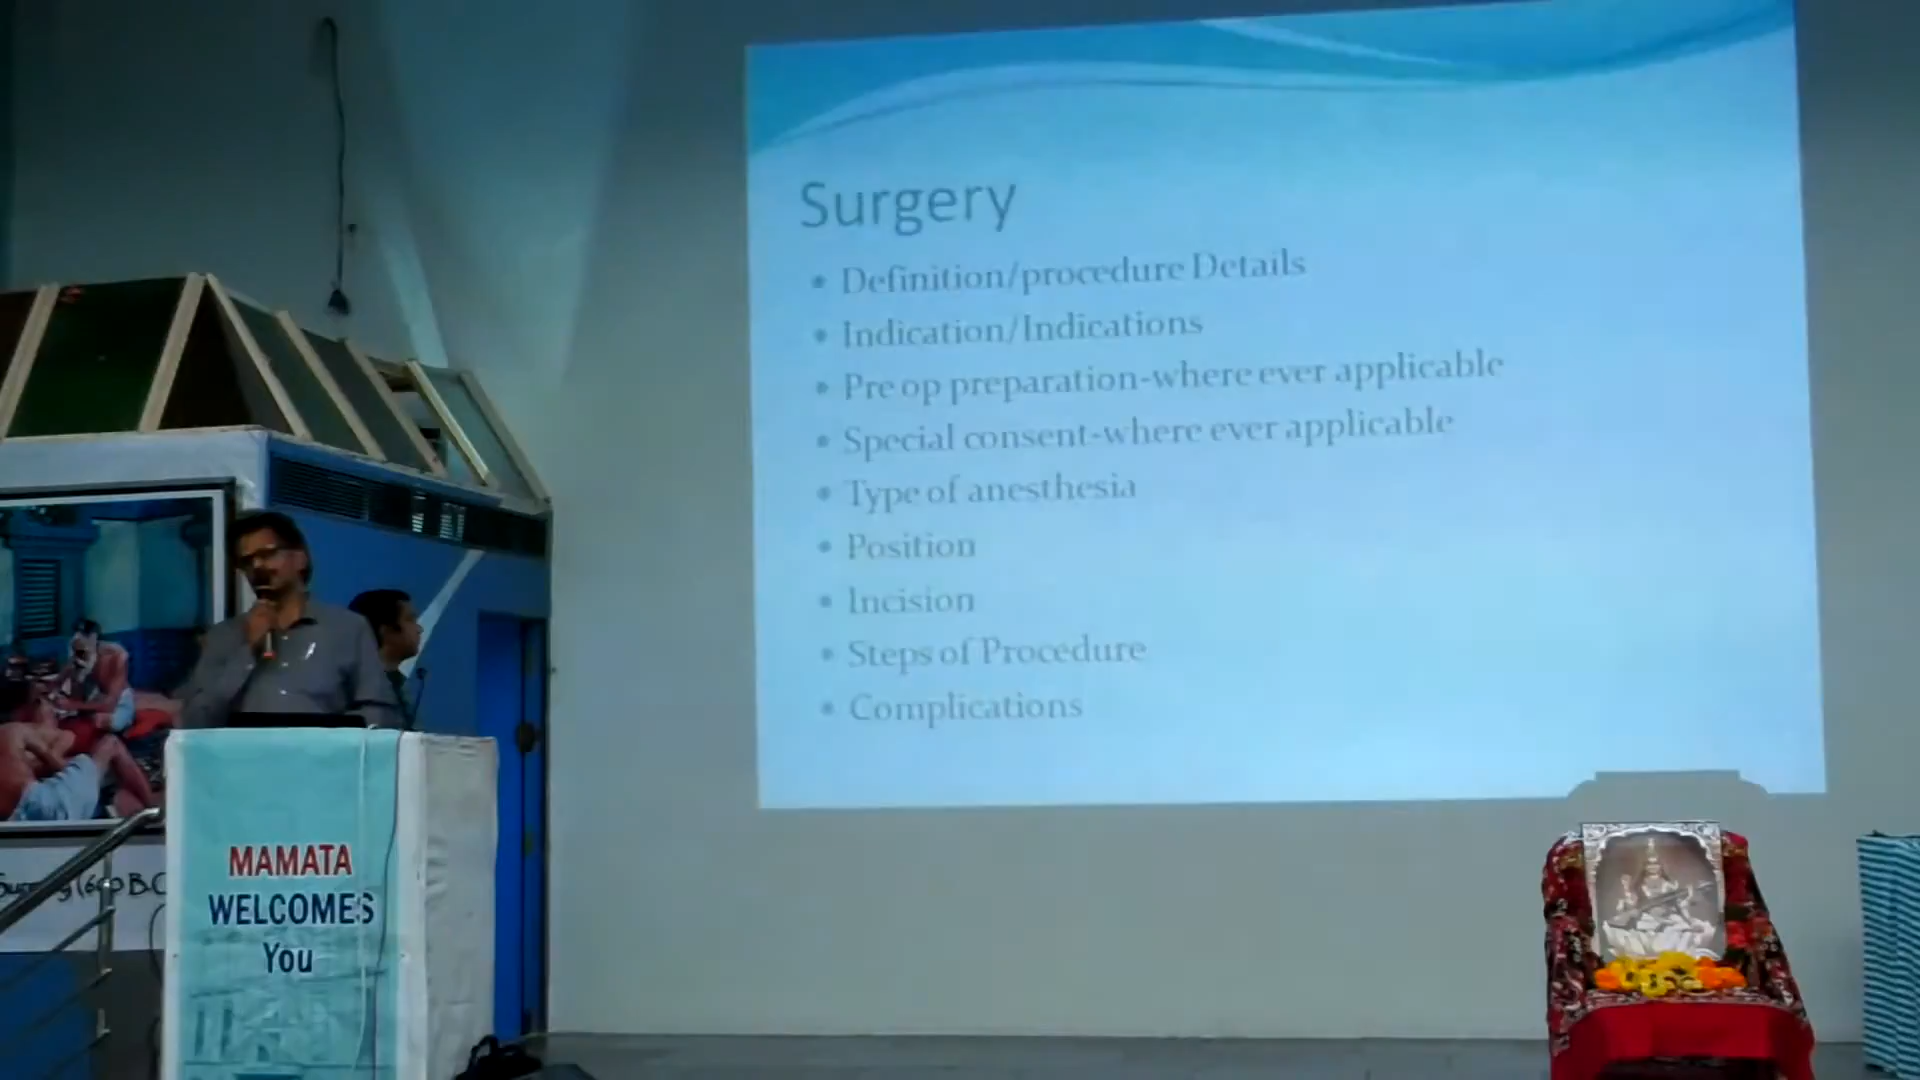 Surgery
• Definition/procedure Details
• Indication/Indications
• Pre op preparation-where ever applicable
• Special consent-where ever applicable
• Type of anesthesia
• Position
• Incision
• Steps of Procedure
• Complications
MAMATA
WELCOMES
You
(600 B.C